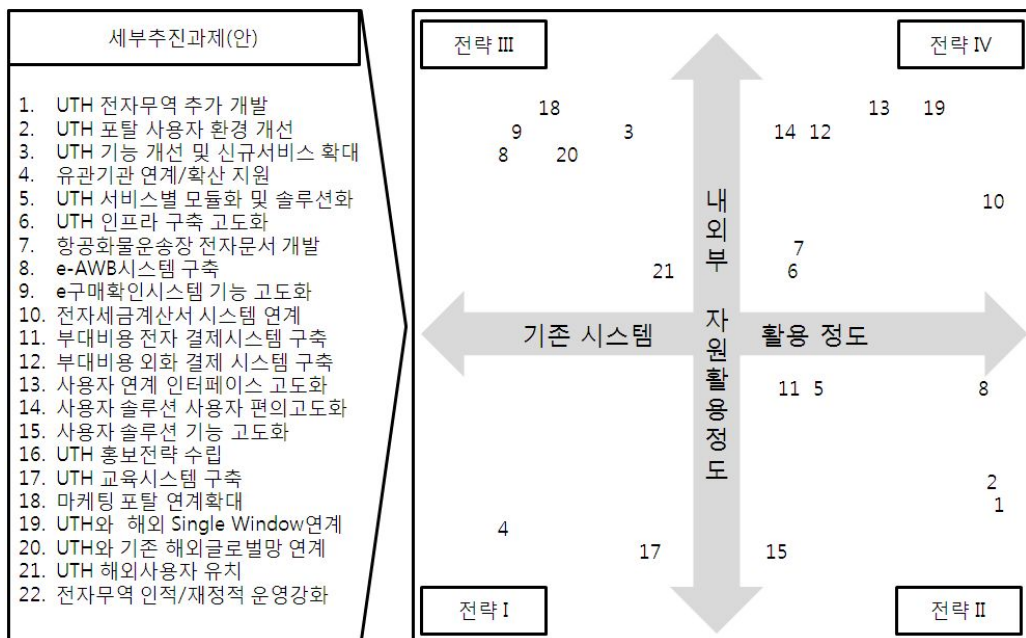 세부추진과제(안)
1. UTH 전자무역 추가 개발
2. UTH 포탈 사용자 환경 개선
3. UTH 기능 개선 및 신규서비스 확대
4. 유관기관 연계/확산 지원
5. UTH 서비스별 모듈화 및 솔루션화
6. UTH 인프라 구축 고도화
7. 항공화물운송장 전자문서 개발
8. e-AWB시스템 구축
9. e구매확인시스템 기능 고도화
10. 전자세금계산서 시스템 연계
11. 부대비용 전자 결제시스템 구축
12. 부대비용 외화 결제 시스템 구축
13. 사용자 연계 인터페이스 고도화
14. 사용자 솔루션 사용자 편의고도화
15. 사용자 솔루션 기능 고도화
16. UTH 홍보전략 수립
17. UTH 교육시스템 구축
18. 마케팅 포탈 연계확대
19. UTH와 해외 Single Window연계
20. UTH와 기존 해외글로벌망 연계
21. UTH 해외사용자 유치
22. 전자무역 인적/재정적 운영강화
전략 III
전략 IV
18
13 19
9 3 14 12
8 20
10
7
21 6
내외부 자원활용정도
기존 시스템 활용 정도
11 5 8
2
1
4
17 15
전략 I
전략 II